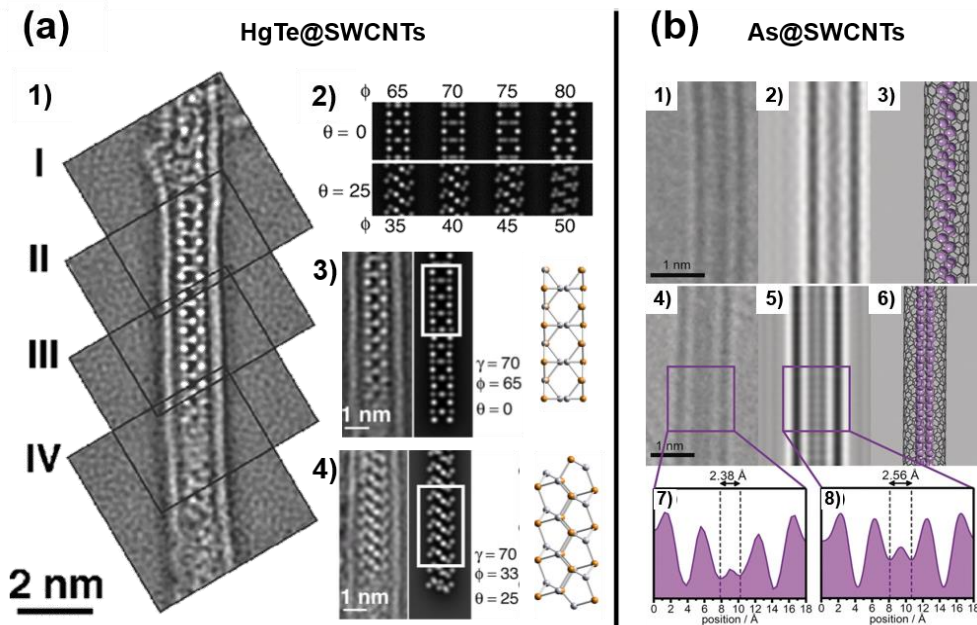 (a)
HgTe@SWCNTs
1)
I
II
III
IV
2 nm
2)
ϕ 65 70 75 80
θ = 0
θ = 25
35 40 45 50
3)
γ = 70
ϕ = 65
θ = 0
1 nm
4)
γ = 70
ϕ = 33
θ = 25
1 nm
(b)
As@SWCNTs
1)
2)
3)
1 nm
4)
5)
6)
1 nm
2.38 Å
2.56 Å
7)
8)
0 2 4 6 8 10 12 14 16 18
position / Å
0 2 4 6 8 10 12 14 16 18
position / Å